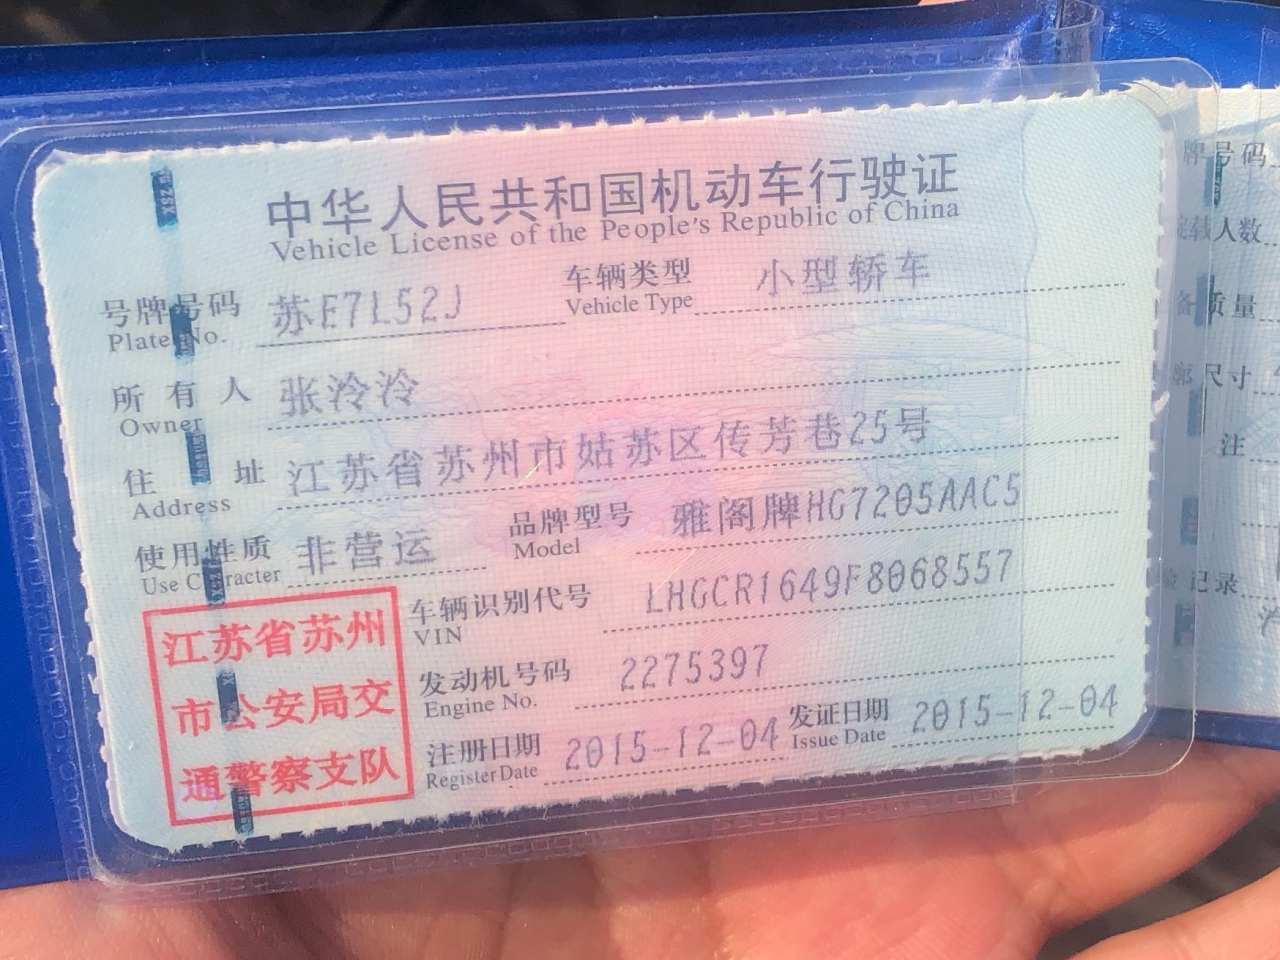 中华人民共和国机动车行驶证
Vehicle License of the People's Republic of China
号牌号码 苏E7L52J 车辆类型 小型轿车
Plate No. Vehicle Type
所有人 张泠泠
Owner
住址 江苏省苏州市姑苏区传芳巷25号
Address
使用性质 非营运 品牌型号 雅阁牌HG7205AAC5
Use Character Model
车辆识别代号 LHGCR1649F8068557
VIN
发动机号码 2275397
Engine No.
注册日期 2015-12-04 发证日期 2015-12-04
Register Date Issue Date
江苏省苏州
市公安局交
通警察支队
牌号码
载人数
质量
尺寸
注
记录